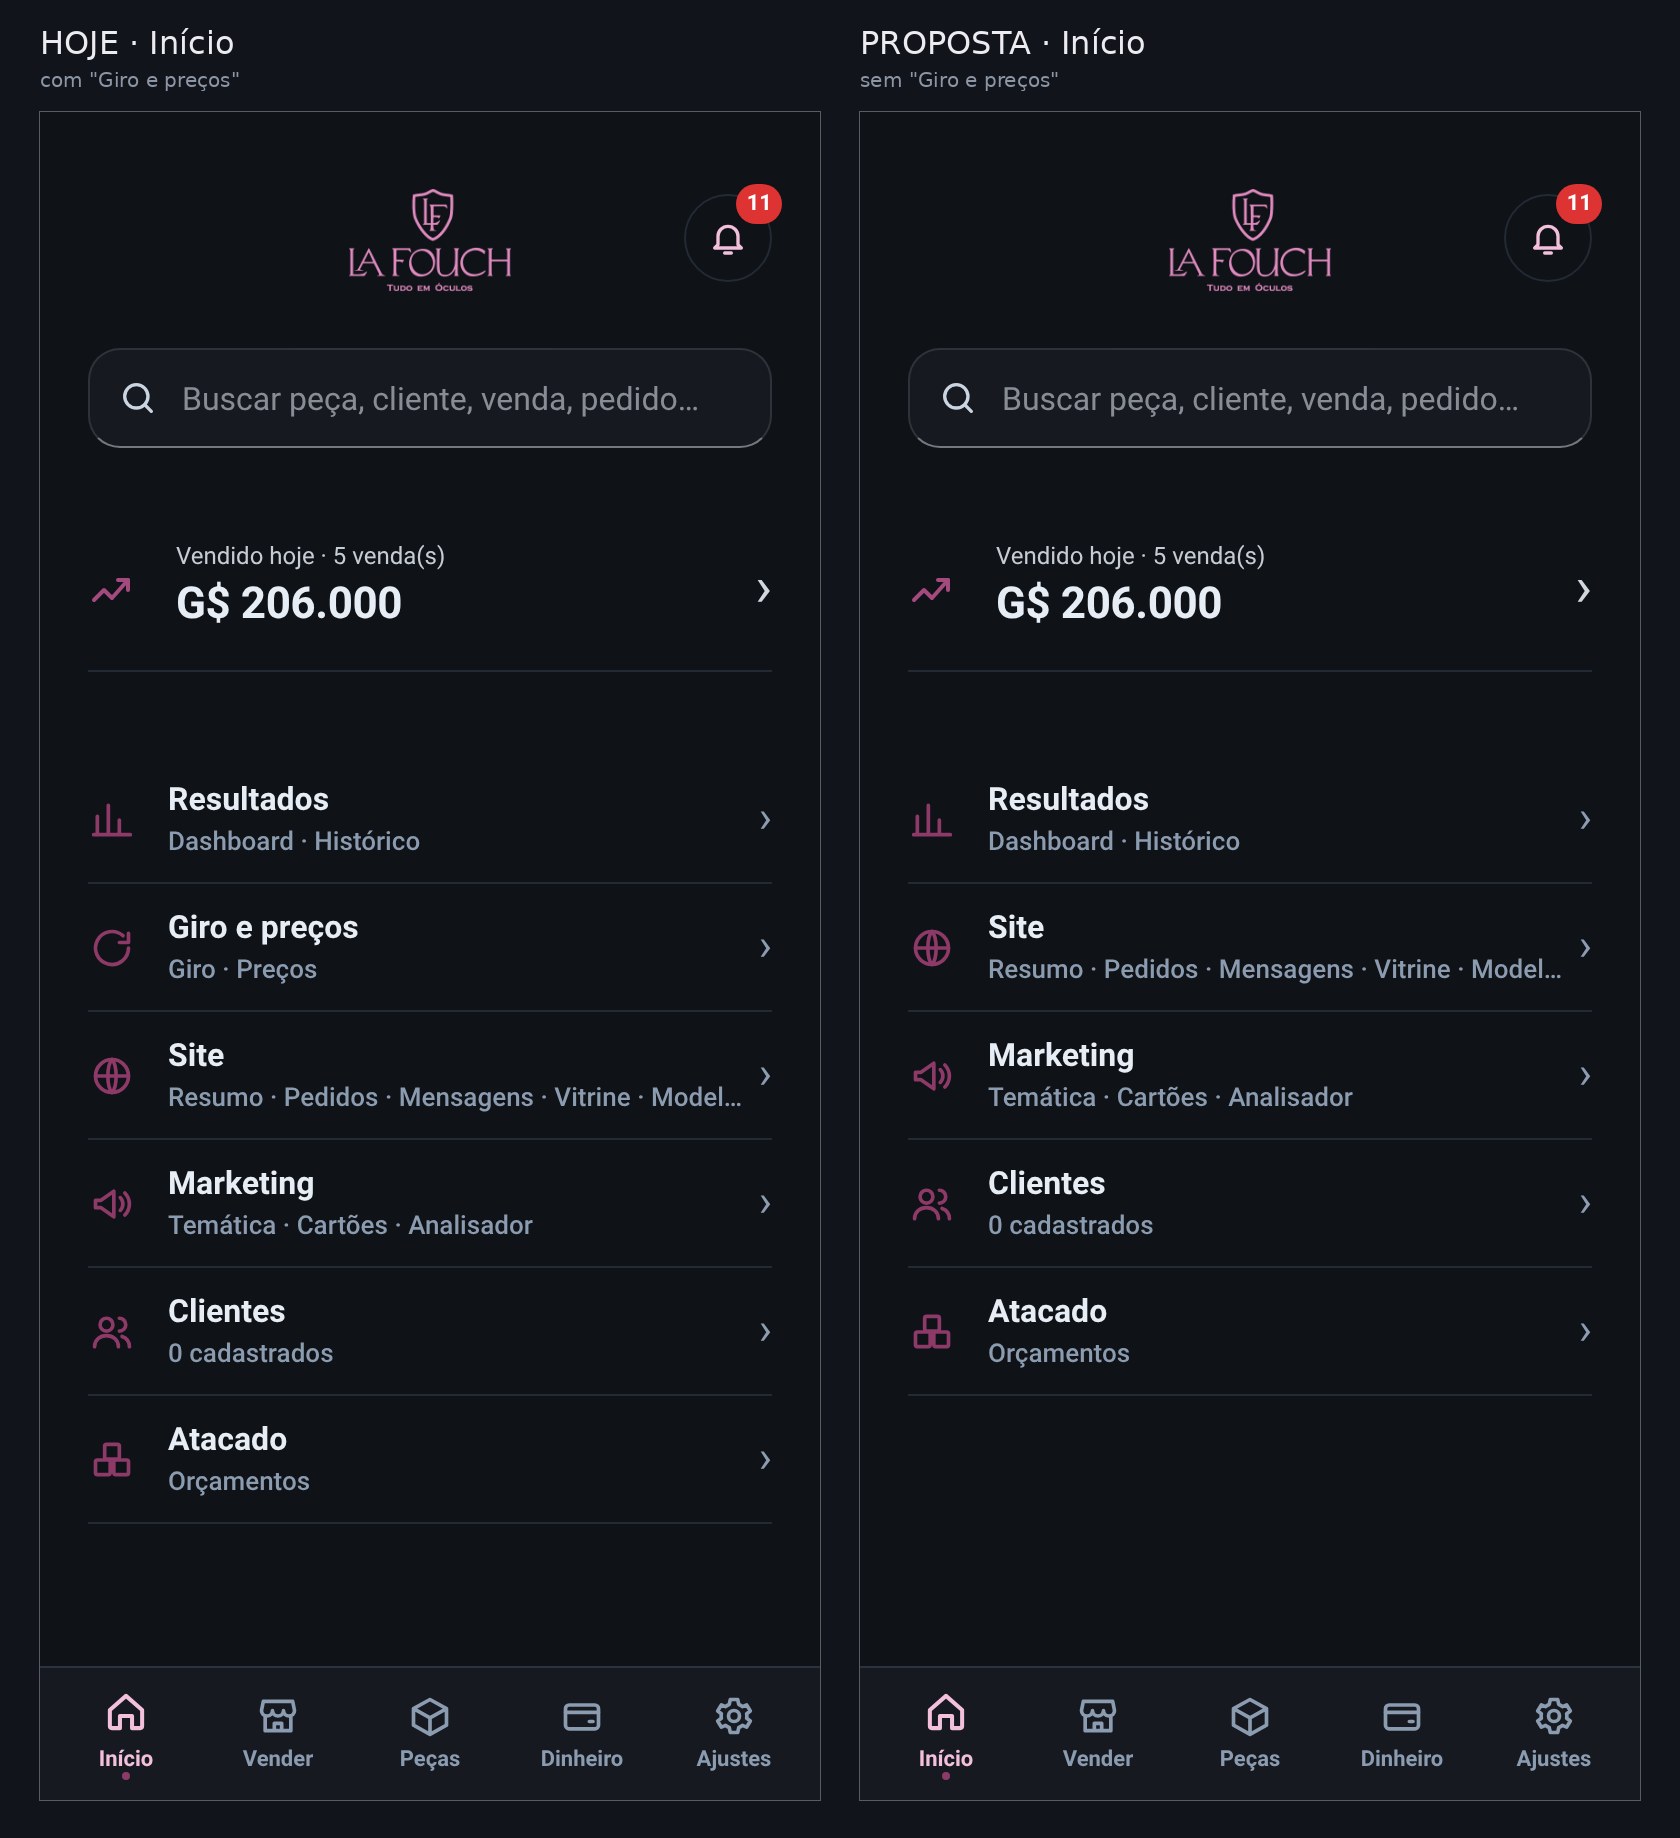 HOJE · Início
com "Giro e preços"
LF
LA FOUCH
TUDO EM ÓCULOS
11
Buscar peça, cliente, venda, pedido...
Vendido hoje · 5 venda(s)
G$ 206.000
Resultados
Dashboard · Histórico
Giro e preços
Giro · Preços
Site
Resumo · Pedidos · Mensagens · Vitrine · Model...
Marketing
Temática · Cartões · Analisador
Clientes
0 cadastrados
Atacado
Orçamentos
Início
Vender
Peças
Dinheiro
Ajustes
PROPOSTA · Início
sem "Giro e preços"
LF
LA FOUCH
TUDO EM ÓCULOS
11
Buscar peça, cliente, venda, pedido...
Vendido hoje · 5 venda(s)
G$ 206.000
Resultados
Dashboard · Histórico
Site
Resumo · Pedidos · Mensagens · Vitrine · Model...
Marketing
Temática · Cartões · Analisador
Clientes
0 cadastrados
Atacado
Orçamentos
Início
Vender
Peças
Dinheiro
Ajustes